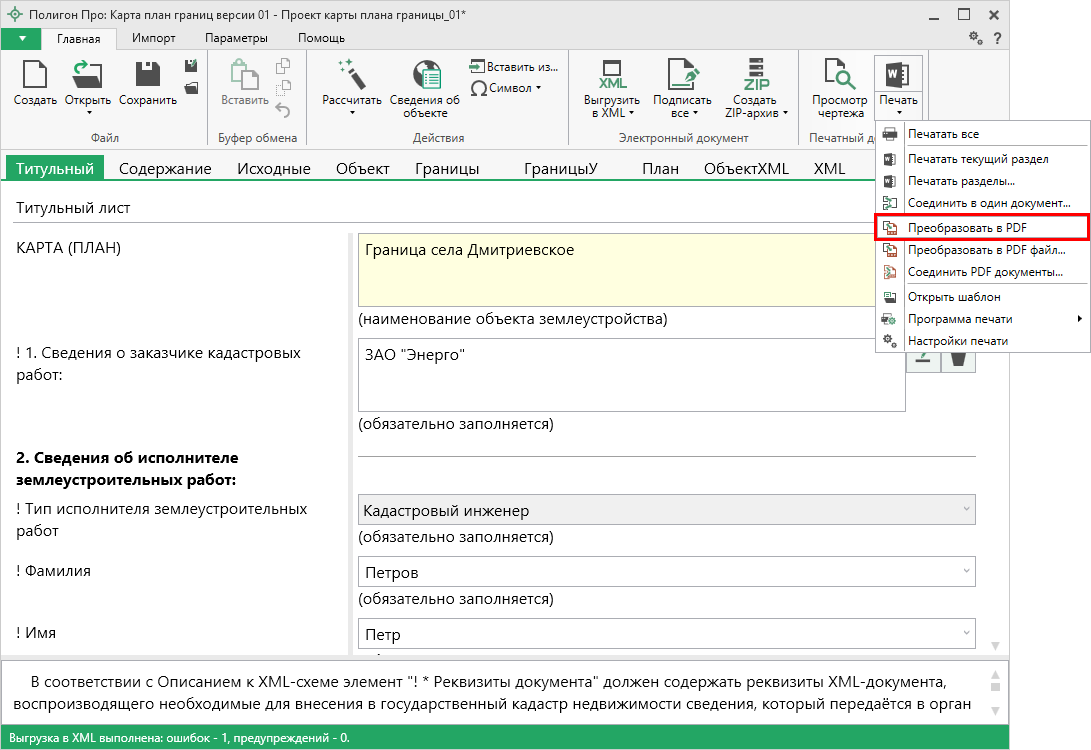 Полигон Про: Карта план границ версии 01 - Проект карты плана границы_01*
Главная Импорт Параметры Помощь
?
Создать Открыть Сохранить
Файл
Вставить
Буфер обмена
Рассчитать Сведения об объекте
Вставить из...
Символ
Действия
XML
Выгрузить в XML
Подписать все
ZIP
Создать ZIP-архив
Электронный документ
Просмотр чертежа
Печать
Печатный д
Печатать все
Печатать текущий раздел
Печатать разделы...
Соединить в один документ...
Преобразовать в PDF
Преобразовать в PDF файл...
Соединить PDF документы...
Открыть шаблон
Программа печати
Настройки печати
Титульный Содержание Исходные Объект Границы ГраницыУ План ОбъектXML XML
Титульный лист
КАРТА (ПЛАН)
Граница села Дмитриевское
(наименование объекта землеустройства)
! 1. Сведения о заказчике кадастровых
работ:
ЗАО "Энерго"
(обязательно заполняется)
2. Сведения об исполнителе
землеустроительных работ:
! Тип исполнителя землеустроительных
работ
Кадастровый инженер
(обязательно заполняется)
! Фамилия
Петров
(обязательно заполняется)
! Имя
Петр
В соответствии с Описанием к XML-схеме элемент "! * Реквизиты документа" должен содержать реквизиты XML-документа,
воспроизводящего необходимые для внесения в государственный кадастр недвижимости сведения, который передаётся в орган
Выгрузка в XML выполнена: ошибок - 1, предупреждений - 0.